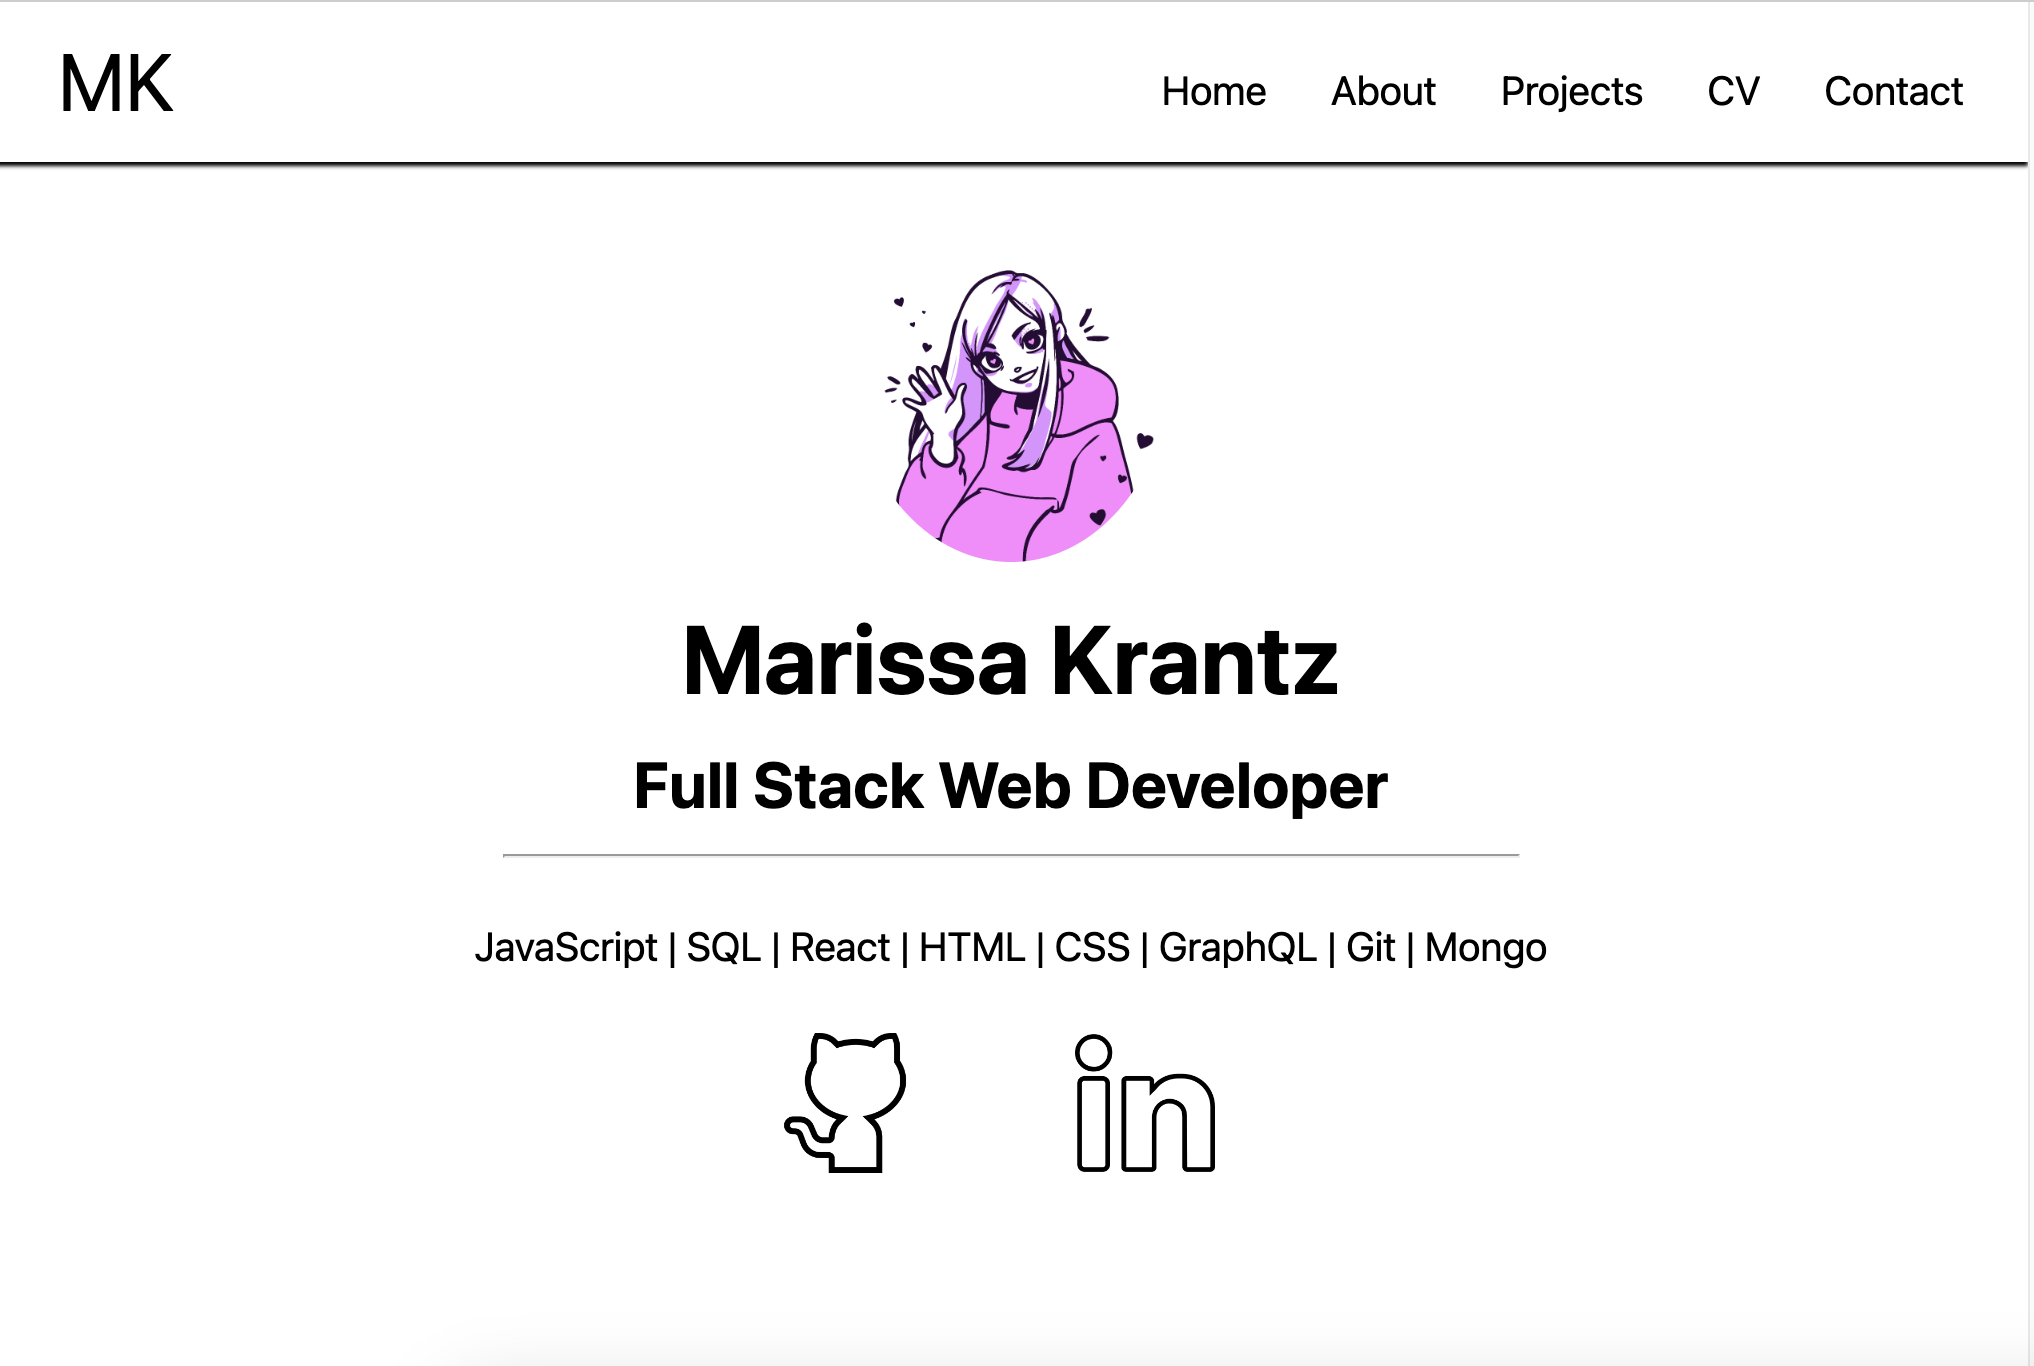 MK
Home About Projects CV Contact
Marissa Krantz
Full Stack Web Developer
JavaScript | SQL | React | HTML | CSS | GraphQL | Git | Mongo
in